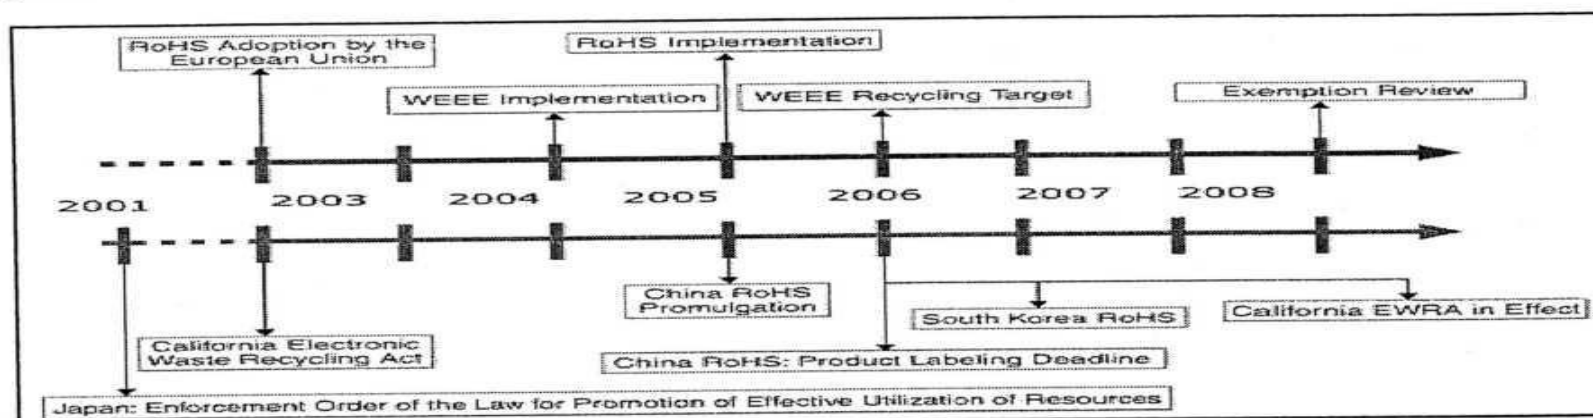 RoHS Adoption by the
European Union
RoHS Implementation
WEEE Implementation
WEEE Recycling Target
Exemption Review
2001
2003
2004
2005
2006
2007
2008
China RoHS
Promulgation
South Korea RoHS
California EWRA in Effect
California Electronic
Waste Recycling Act
China RoHS: Product Labeling Deadline
Japan: Enforcement Order of the Law for Promotion of Effective Utilization of Resources